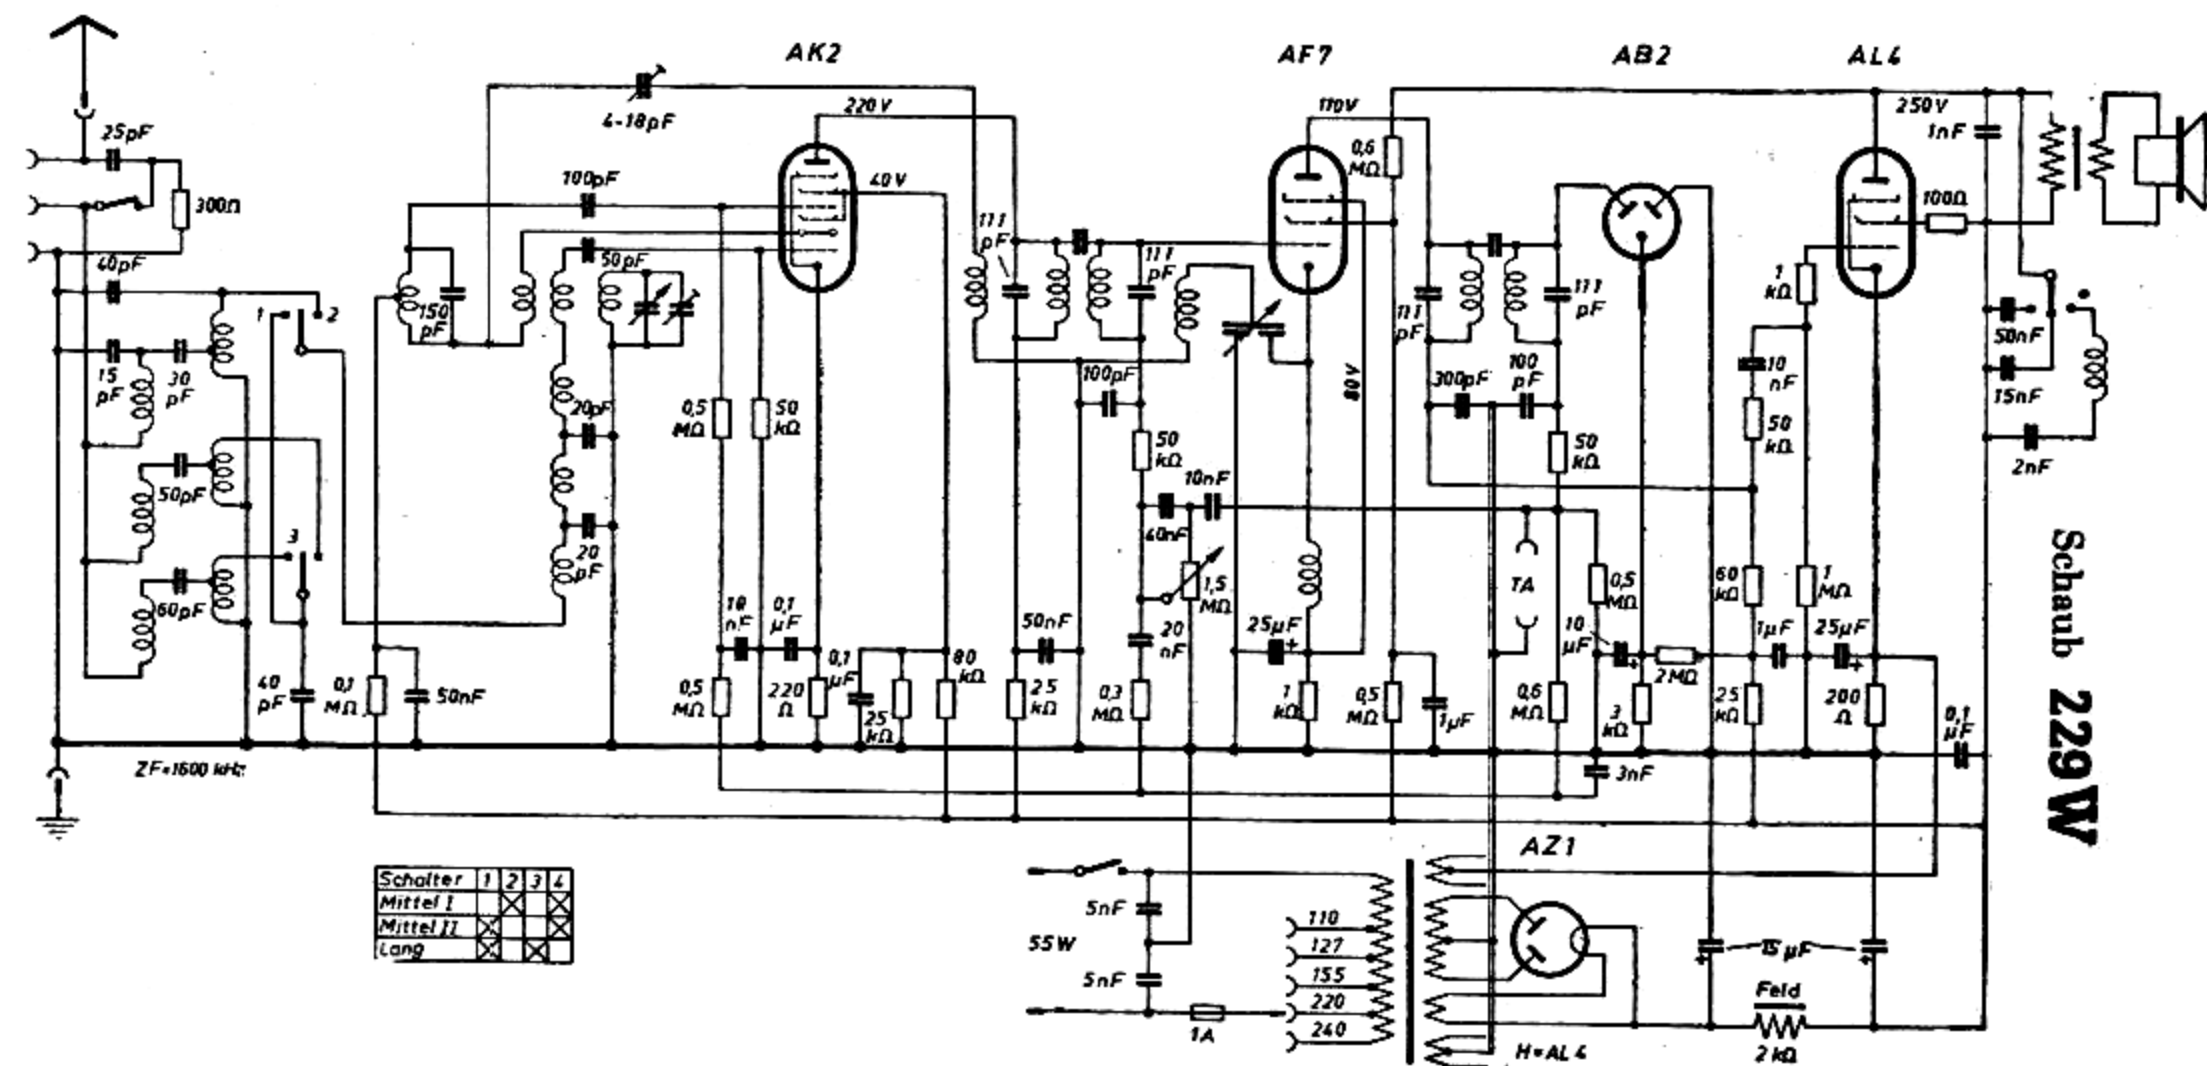 AK2
AF7
AB2
AL4
220V
110V
250V
1nF
25pF
4-18pF
0,6
MΩ
40V
100pF
300Ω
100Ω
111
pF
111
pF
40pF
50pF
1
kΩ
150
pF
1
2
111
pF
111
pF
50nF
15
pF
30
pF
100pF
80V
300pF
100
pF
10
nF
15nF
20pF
0,5
MΩ
50
kΩ
50
kΩ
50
kΩ
50
kΩ
2nF
50pF
10nF
40nF
3
20
pF
1,5
MΩ
TA
0,5
MΩ
60
kΩ
1
MΩ
60pF
10
nF
0,1
µF
50nF
20
nF
25µF
10
µF
1µF
25µF
2MΩ
40
pF
0,1
MΩ
50nF
0,5
MΩ
220
Ω
0,1
µF
25
kΩ
80
kΩ
25
kΩ
0,3
MΩ
1
kΩ
0,5
MΩ
1µF
0,6
MΩ
3
kΩ
25
kΩ
200
Ω
0,1
µF
3nF
ZF=1600 kHz
Schaub 229W
AZ1
Schalter 1 2 3 4
Mittel I
Mittel II
Lang
5nF
55W
5nF
1A
110
127
155
220
240
15µF
Feld
2kΩ
H=AL4